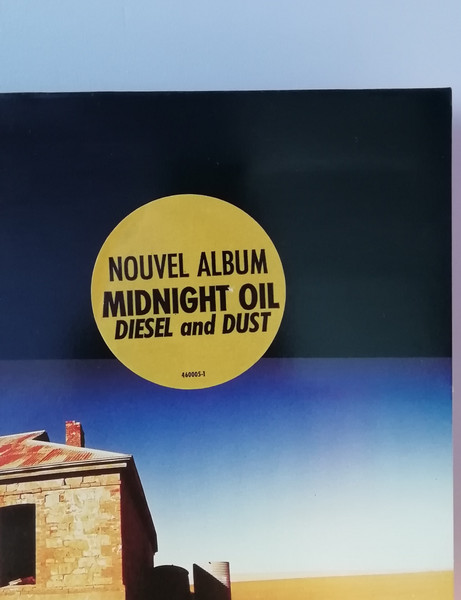 NOUVEL ALBUM
MIDNIGHT OIL
DIESEL and DUST
460005-1